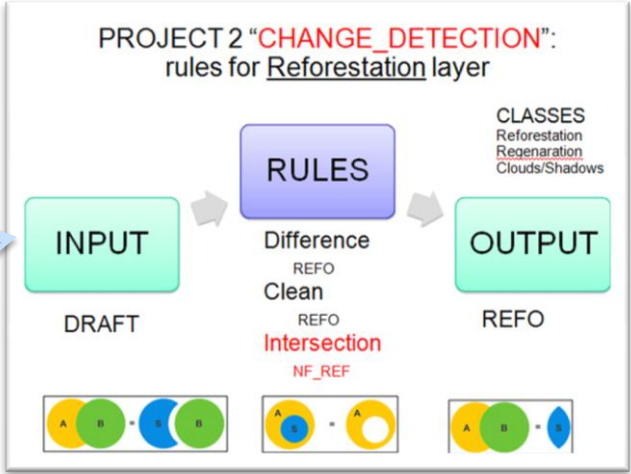 PROJECT 2 “CHANGE_DETECTION”:
rules for Reforestation layer
CLASSES
Reforestation
Regenaration
Clouds/Shadows
RULES
INPUT
OUTPUT
Difference
REFO
Clean
REFO
Intersection
NF_REF
DRAFT
REFO
A B = S B
A S - A
A B - S